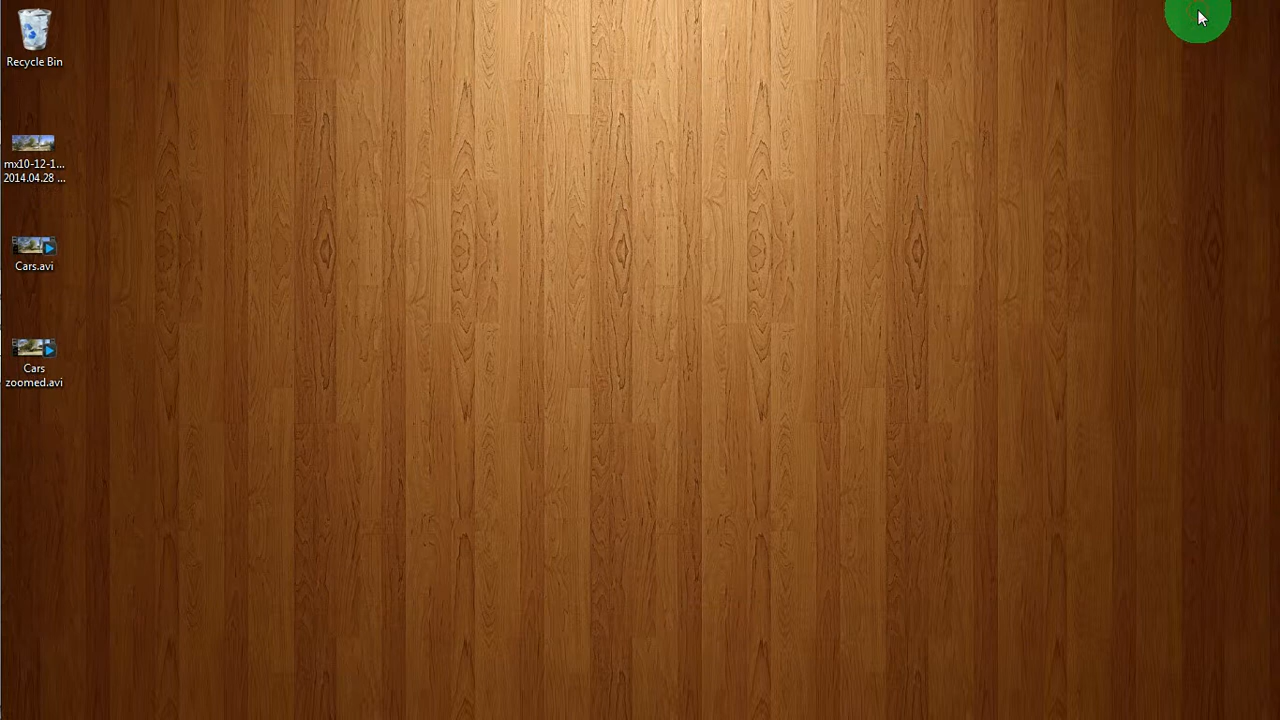 Recycle Bin
mx10-12-1...
2014.04.28 ...
Cars.avi
Cars
zoomed.avi